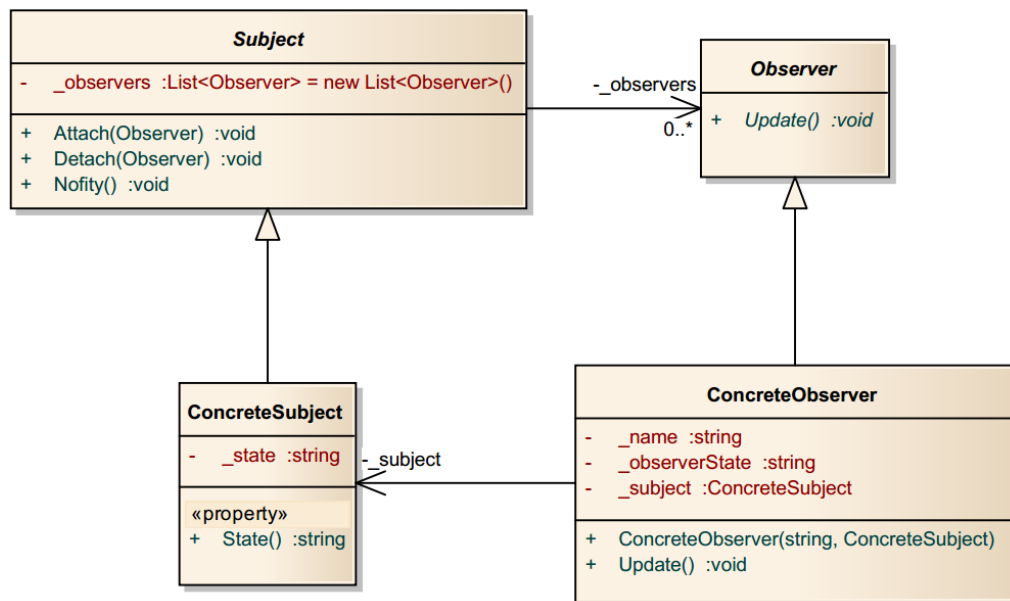 Subject
- _observers :List<Observer> = new List<Observer>()
+ Attach(Observer) :void
+ Detach(Observer) :void
+ Nofity() :void
-_observers
0..*
Observer
+ Update() :void
ConcreteSubject
- _state :string
«property»
+ State() :string
-_subject
ConcreteObserver
- _name :string
- _observerState :string
- _subject :ConcreteSubject
+ ConcreteObserver(string, ConcreteSubject)
+ Update() :void